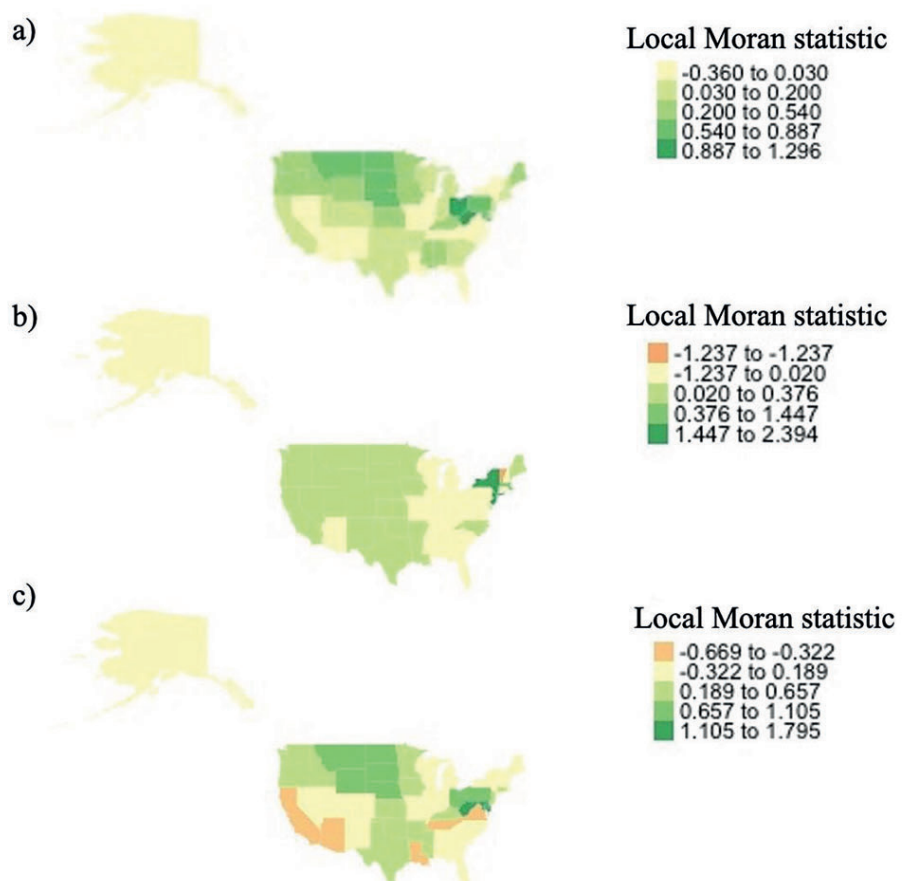 a)
Local Moran statistic
-0.360 to 0.030
0.030 to 0.200
0.200 to 0.540
0.540 to 0.887
0.887 to 1.296
b)
Local Moran statistic
-1.237 to -1.237
-1.237 to 0.020
0.020 to 0.376
0.376 to 1.447
1.447 to 2.394
c)
Local Moran statistic
-0.669 to -0.322
-0.322 to 0.189
0.189 to 0.657
0.657 to 1.105
1.105 to 1.795